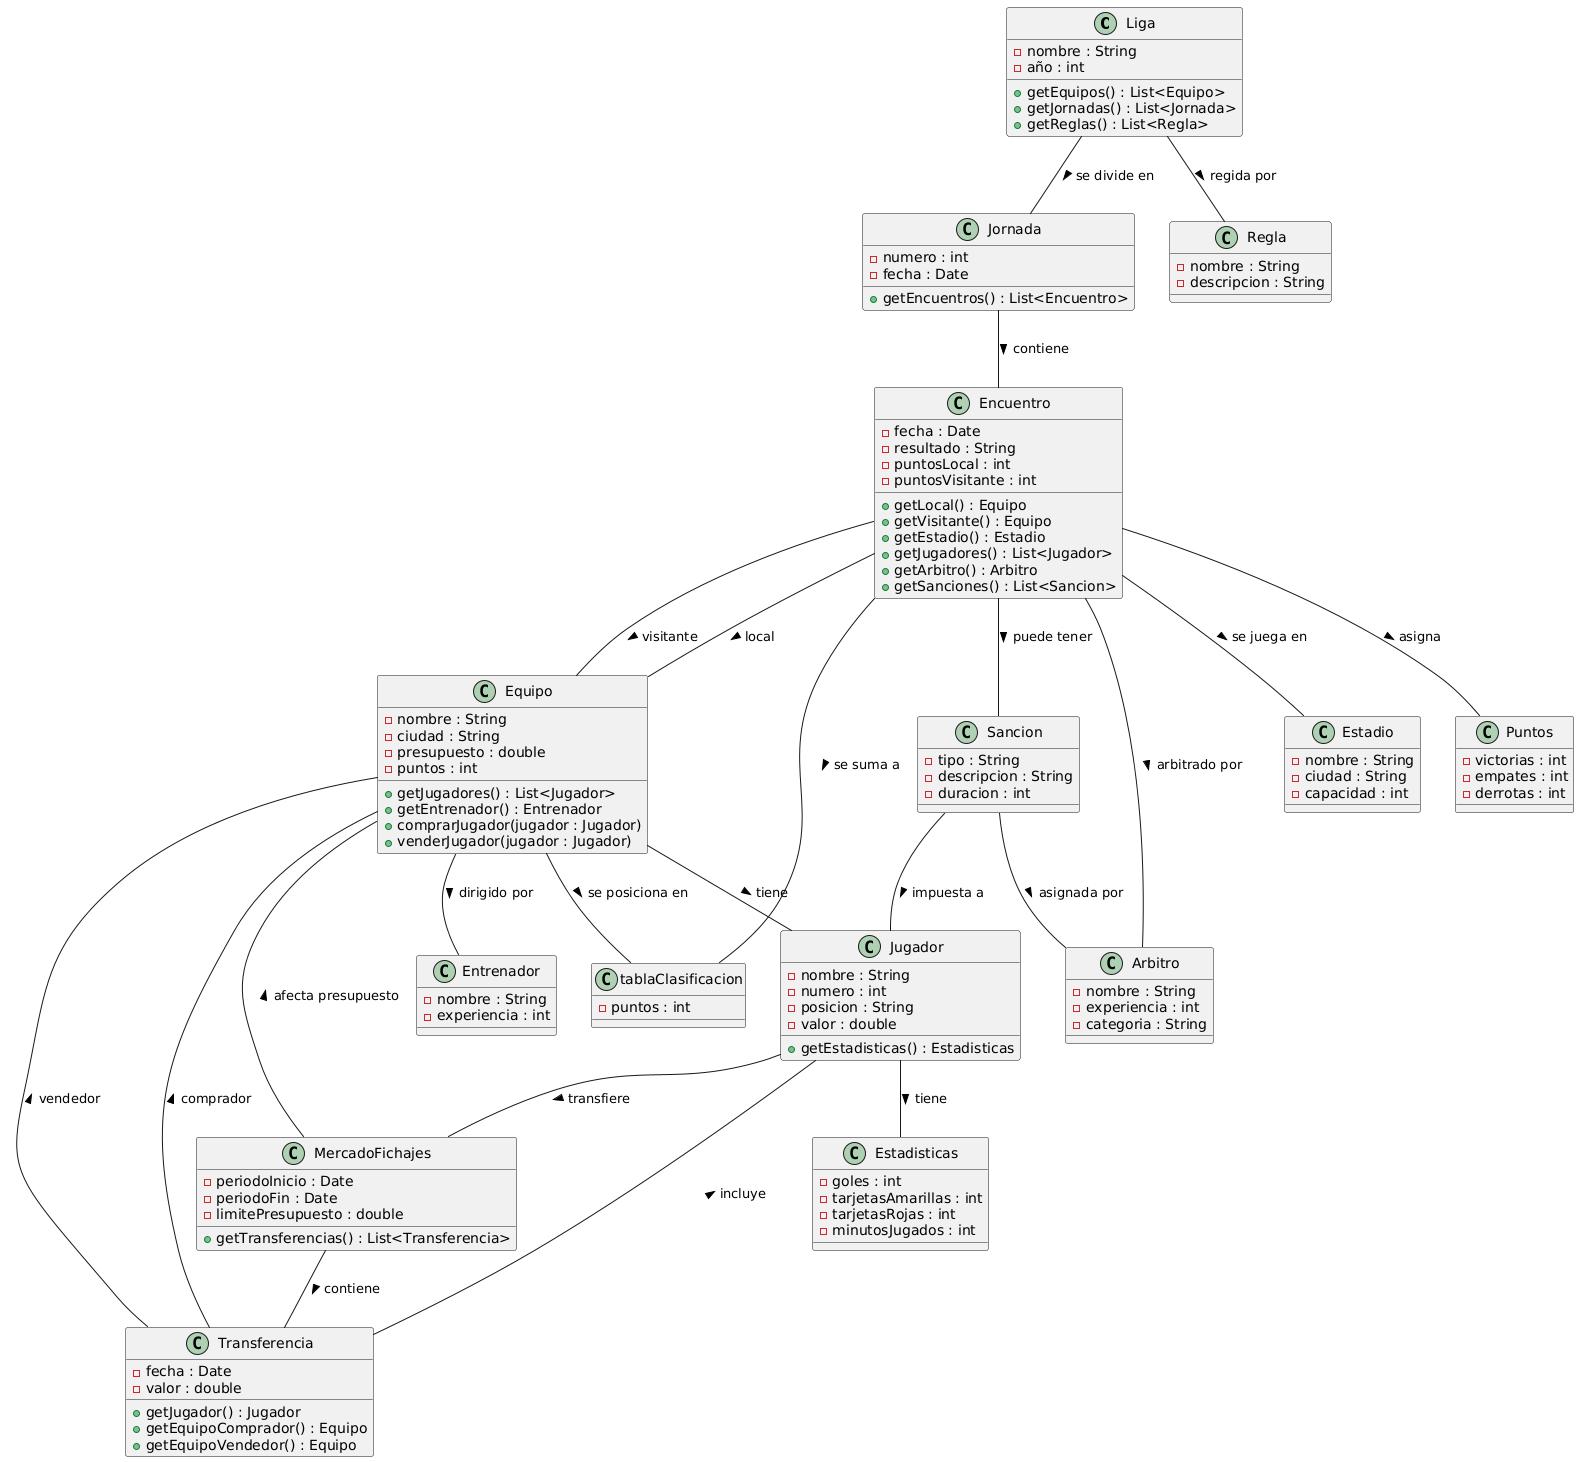 C Liga
nombre : String
año : int
getEquipos() : List<Equipo>
getJornadas() : List<Jornada>
getReglas() : List<Regla>
se divide en
regida por
C Jornada
numero : int
fecha : Date
getEncuentros() : List<Encuentro>
C Regla
nombre : String
descripcion : String
contiene
C Encuentro
fecha : Date
resultado : String
puntosLocal : int
puntosVisitante : int
getLocal() : Equipo
getVisitante() : Equipo
getEstadio() : Estadio
getJugadores() : List<Jugador>
getArbitro() : Arbitro
getSanciones() : List<Sancion>
visitante
local
puede tener
se juega en
asigna
C Equipo
nombre : String
ciudad : String
presupuesto : double
puntos : int
getJugadores() : List<Jugador>
getEntrenador() : Entrenador
comprarJugador(jugador : Jugador)
venderJugador(jugador : Jugador)
se suma a
C Sancion
tipo : String
descripcion : String
duracion : int
arbitrado por
C Estadio
nombre : String
ciudad : String
capacidad : int
C Puntos
victorias : int
empates : int
derrotas : int
dirigido por
se posiciona en
tiene
impuesta a
asignada por
afecta presupuesto
C Entrenador
nombre : String
experiencia : int
C tablaClasificacion
puntos : int
C Jugador
nombre : String
numero : int
posicion : String
valor : double
getEstadisticas() : Estadisticas
C Arbitro
nombre : String
experiencia : int
categoria : String
vendedor
comprador
transfiere
tiene
C MercadoFichajes
periodoInicio : Date
periodoFin : Date
limitePresupuesto : double
getTransferencias() : List<Transferencia>
incluye
C Estadisticas
goles : int
tarjetasAmarillas : int
tarjetasRojas : int
minutosJugados : int
contiene
C Transferencia
fecha : Date
valor : double
getJugador() : Jugador
getEquipoComprador() : Equipo
getEquipoVendedor() : Equipo